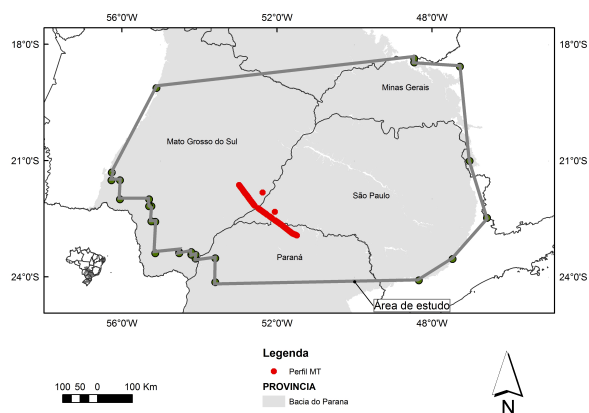 56°0'W 52°0'W 48°0'W
18°0'S 18°0'S
Minas Gerais
Mato Grosso do Sul
21°0'S 21°0'S
São Paulo
Paraná
24°0'S 24°0'S
Área de estudo
56°0'W 52°0'W 48°0'W
Legenda
Perfil MT
100 50 0 100 Km
PROVINCIA
Bacia do Parana
N